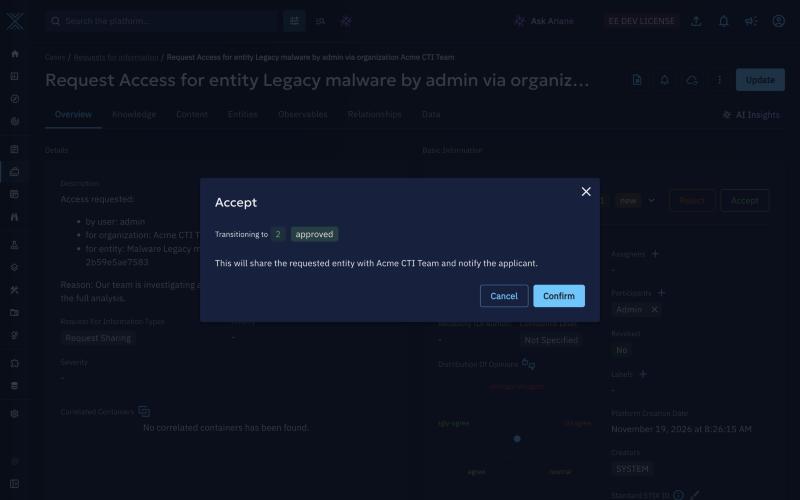 Search the platform...
Ask Ariane
EE DEV LICENSE
Cases / Requests for information / Request Access for entity Legacy malware by admin via organization Acme CTI Team
Request Access for entity Legacy malware by admin via organiz...
Update
Overview
Knowledge
Content
Entities
Observables
Relationships
Data
AI Insights
Details
Basic Information
Description
Access requested:
• by user: admin
• for organization: Acme CTI T
• for entity: Malware Legacy m
2b59e5ae7583
Reason: Our team is investigating a
the full analysis.
Request For Information Types
Request Sharing
-
Severity
-
Correlated Containers
No correlated containers has been found.
Accept
Transitioning to 2 approved
This will share the requested entity with Acme CTI Team and notify the applicant.
Cancel
Confirm
1 new
Reject
Accept
-
Not Specified
Distribution Of Opinions
strongly-disagree
disagree
neutral
agree
Assignees
-
Participants
Admin
Revoked
No
Labels
-
Platform Creation Date
November 19, 2026 at 8:26:15 AM
Creators
SYSTEM
Standard STIX ID